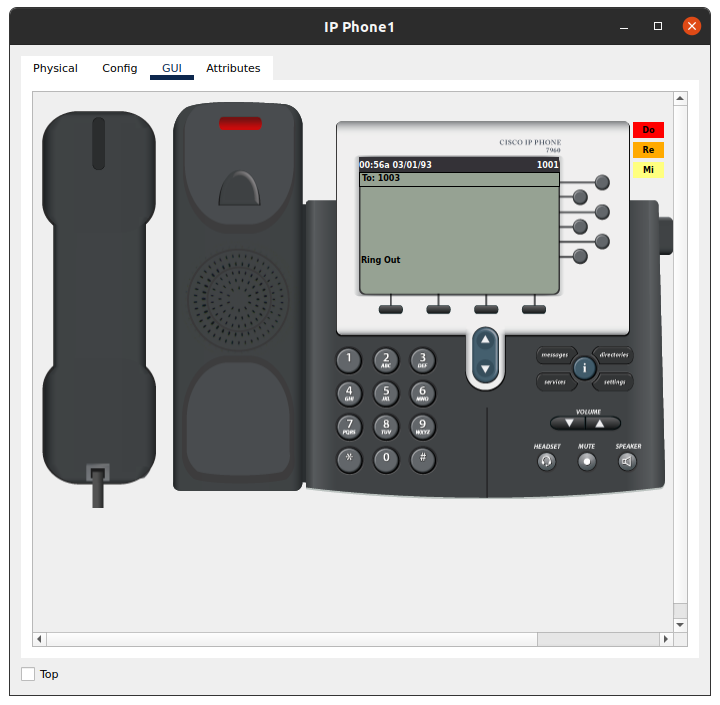 IP Phone1
Physical Config GUI Attributes
CISCO IP PHONE
7960
Do
Re
Mi
00:56a 03/01/93 1001
To: 1003
Ring Out
1 2 ABC 3 DEF
4 GHI 5 JKL 6 MNO
7 PQRS 8 TUV 9 WXYZ
* 0 #
messages directories
i
services settings
VOLUME
HEADSET MUTE SPEAKER
Top